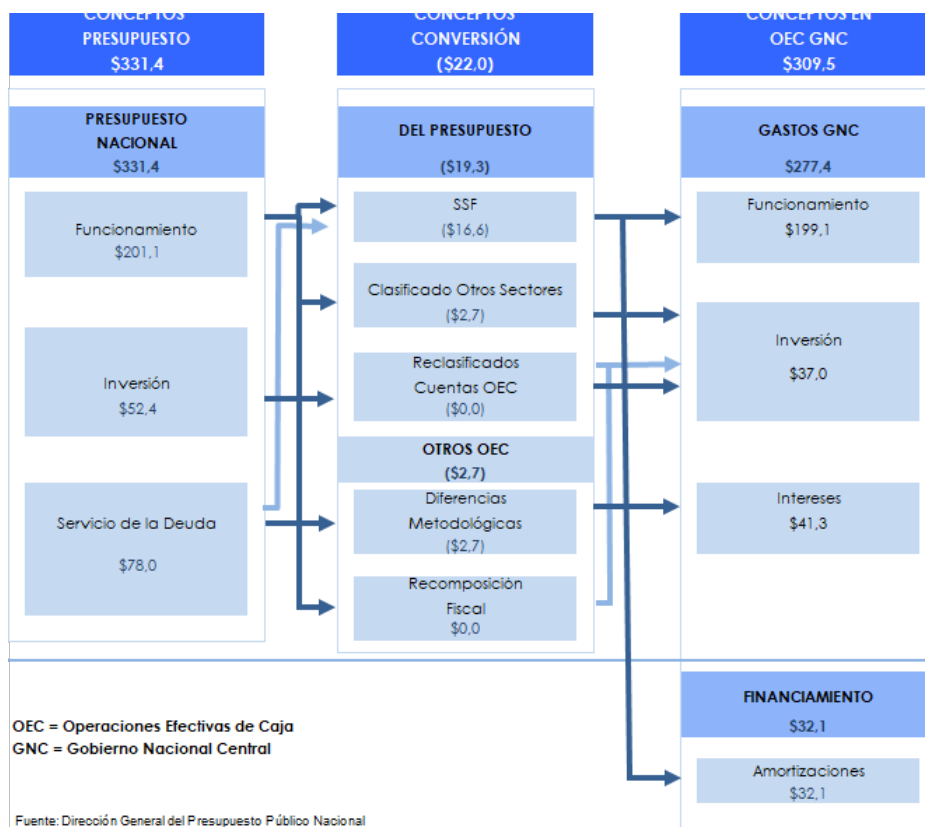 CONCEPTOS
PRESUPUESTO
$331,4
PRESUPUESTO
NACIONAL
$331,4
Funcionamiento
$201,1
Inversión
$52,4
Servicio de la Deuda
$78,0
CONCEPTOS
CONVERSIÓN
($22,0)
DEL PRESUPUESTO
($19,3)
SSF
($16,6)
Clasificado Otros Sectores
($2,7)
Reclasificados
Cuentas OEC
($0,0)
OTROS OEC
($2,7)
Diferencias
Metodológicas
($2,7)
Recomposición
Fiscal
$0,0
CONCEPTOS EN
OEC GNC
$309,5
GASTOS GNC
$277,4
Funcionamiento
$199,1
Inversión
$37,0
Intereses
$41,3
FINANCIAMIENTO
$32,1
Amortizaciones
$32,1
OEC = Operaciones Efectivas de Caja
GNC = Gobierno Nacional Central
Fuente: Dirección General del Presupuesto Público Nacional